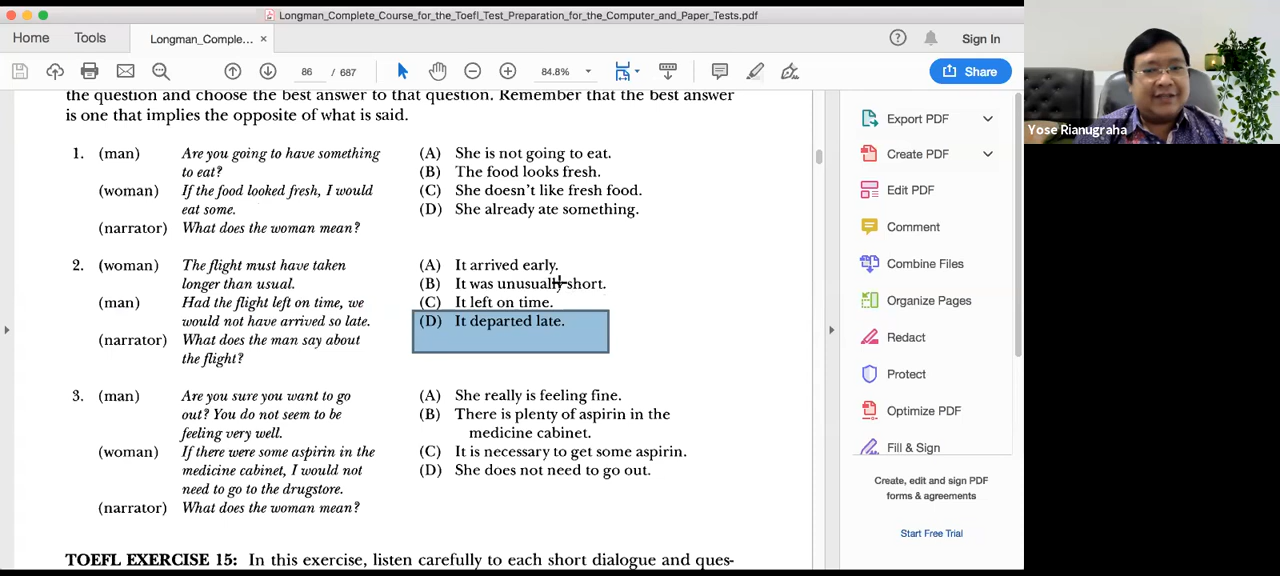 Longman_Complete_Course_for_the_Toefl_Test_Preparation_for_the_Computer_and_Paper_Tests.pdf
Home Tools Longman_Comple... × Sign In
86 / 687 84.8% Share
the question and choose the best answer to that question. Remember that the best answer
is one that implies the opposite of what is said.
1. (man) Are you going to have something
to eat?
(woman) If the food looked fresh, I would
eat some.
(narrator) What does the woman mean?
(A) She is not going to eat.
(B) The food looks fresh.
(C) She doesn't like fresh food.
(D) She already ate something.
2. (woman) The flight must have taken
longer than usual.
(man) Had the flight left on time, we
would not have arrived so late.
(narrator) What does the man say about
the flight?
(A) It arrived early.
(B) It was unusually short.
(C) It left on time.
(D) It departed late.
3. (man) Are you sure you want to go
out? You do not seem to be
feeling very well.
(woman) If there were some aspirin in the
medicine cabinet, I would not
need to go to the drugstore.
(narrator) What does the woman mean?
(A) She really is feeling fine.
(B) There is plenty of aspirin in the
medicine cabinet.
(C) It is necessary to get some aspirin.
(D) She does not need to go out.
TOEFL EXERCISE 15: In this exercise, listen carefully to each short dialogue and ques-
Export PDF
Create PDF
Edit PDF
Comment
Combine Files
Organize Pages
Redact
Protect
Optimize PDF
Fill & Sign
Create, edit and sign PDF
forms & agreements
Start Free Trial
Yose Rianugraha